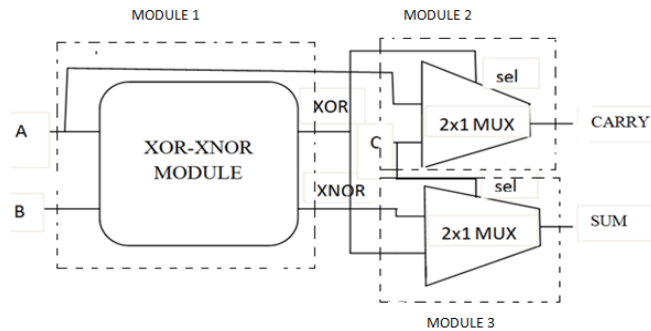 MODULE 1
MODULE 2
sel
A
XOR
2x1 MUX
CARRY
XOR-XNOR
MODULE
C
XNOR
sel
B
2x1 MUX
SUM
MODULE 3